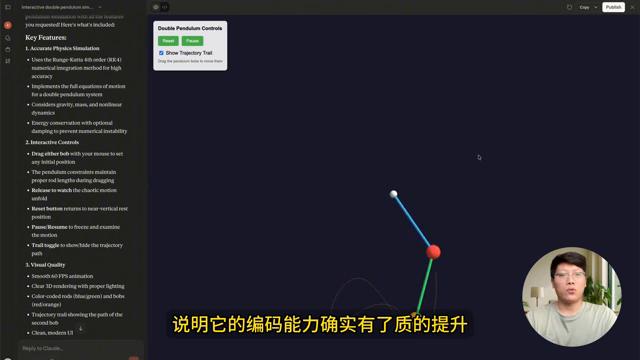 Interactive double pendulum sim...
Copy
Publish
you requested! Here's what's included:
Key Features:
1. Accurate Physics Simulation
• Uses the Runge-Kutta 4th order (RK4)
numerical integration method for high
accuracy
• Implements the full equations of motion
for a double pendulum system
• Considers gravity, mass, and nonlinear
dynamics
• Energy conservation with optional
damping to prevent numerical instability
2. Interactive Controls
• Drag either bob with your mouse to set
any initial position
• The pendulum constraints maintain
proper rod lengths during dragging
• Release to watch the chaotic motion
unfold
• Reset button returns to near-vertical rest
position
• Pause/Resume to freeze and examine
the motion
• Trail toggle to show/hide the trajectory
path
3. Visual Quality
• Smooth 60 FPS animation
• Clear 3D rendering with proper lighting
• Color-coded rods (blue/green) and bobs
(red/orange)
• Trajectory trail showing the path of the
second bob
• Clean, modern UI
Reply to Claude...
Double Pendulum Controls
Reset
Pause
Show Trajectory Trail
Drag the pendulum bobs to move them
说明它的编码能力确实有了质的提升